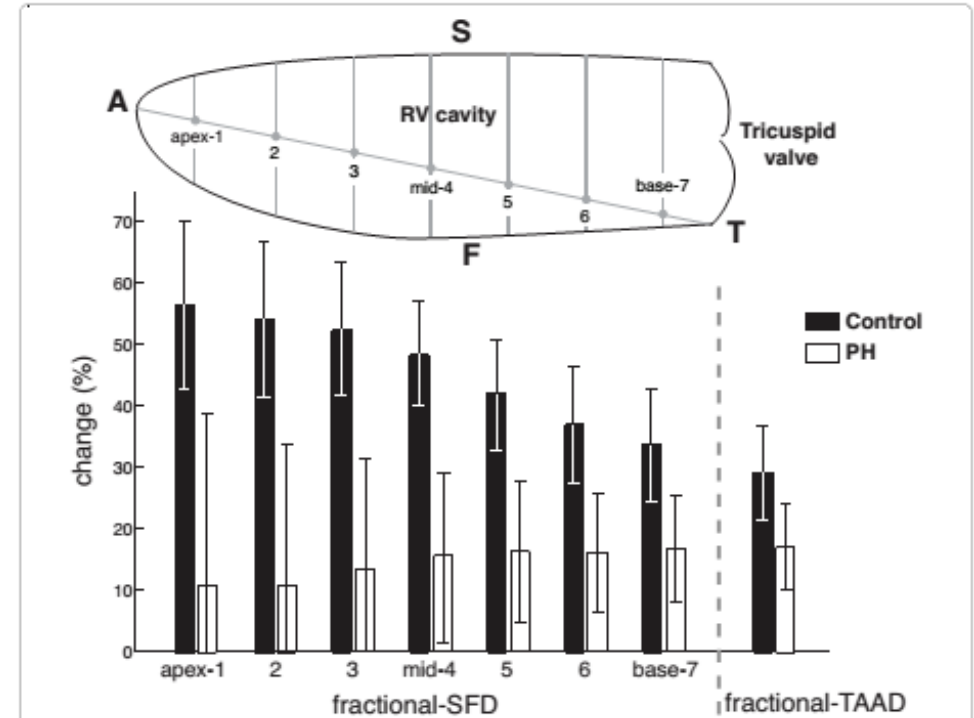 S
A
RV cavity
apex-1
2
3
mid-4
5
6
base-7
Tricuspid
valve
T
F
70
60
50
40
30
20
10
0
change (%)
Control
PH
apex-1 2 3 mid-4 5 6 base-7
fractional-SFD
fractional-TAAD